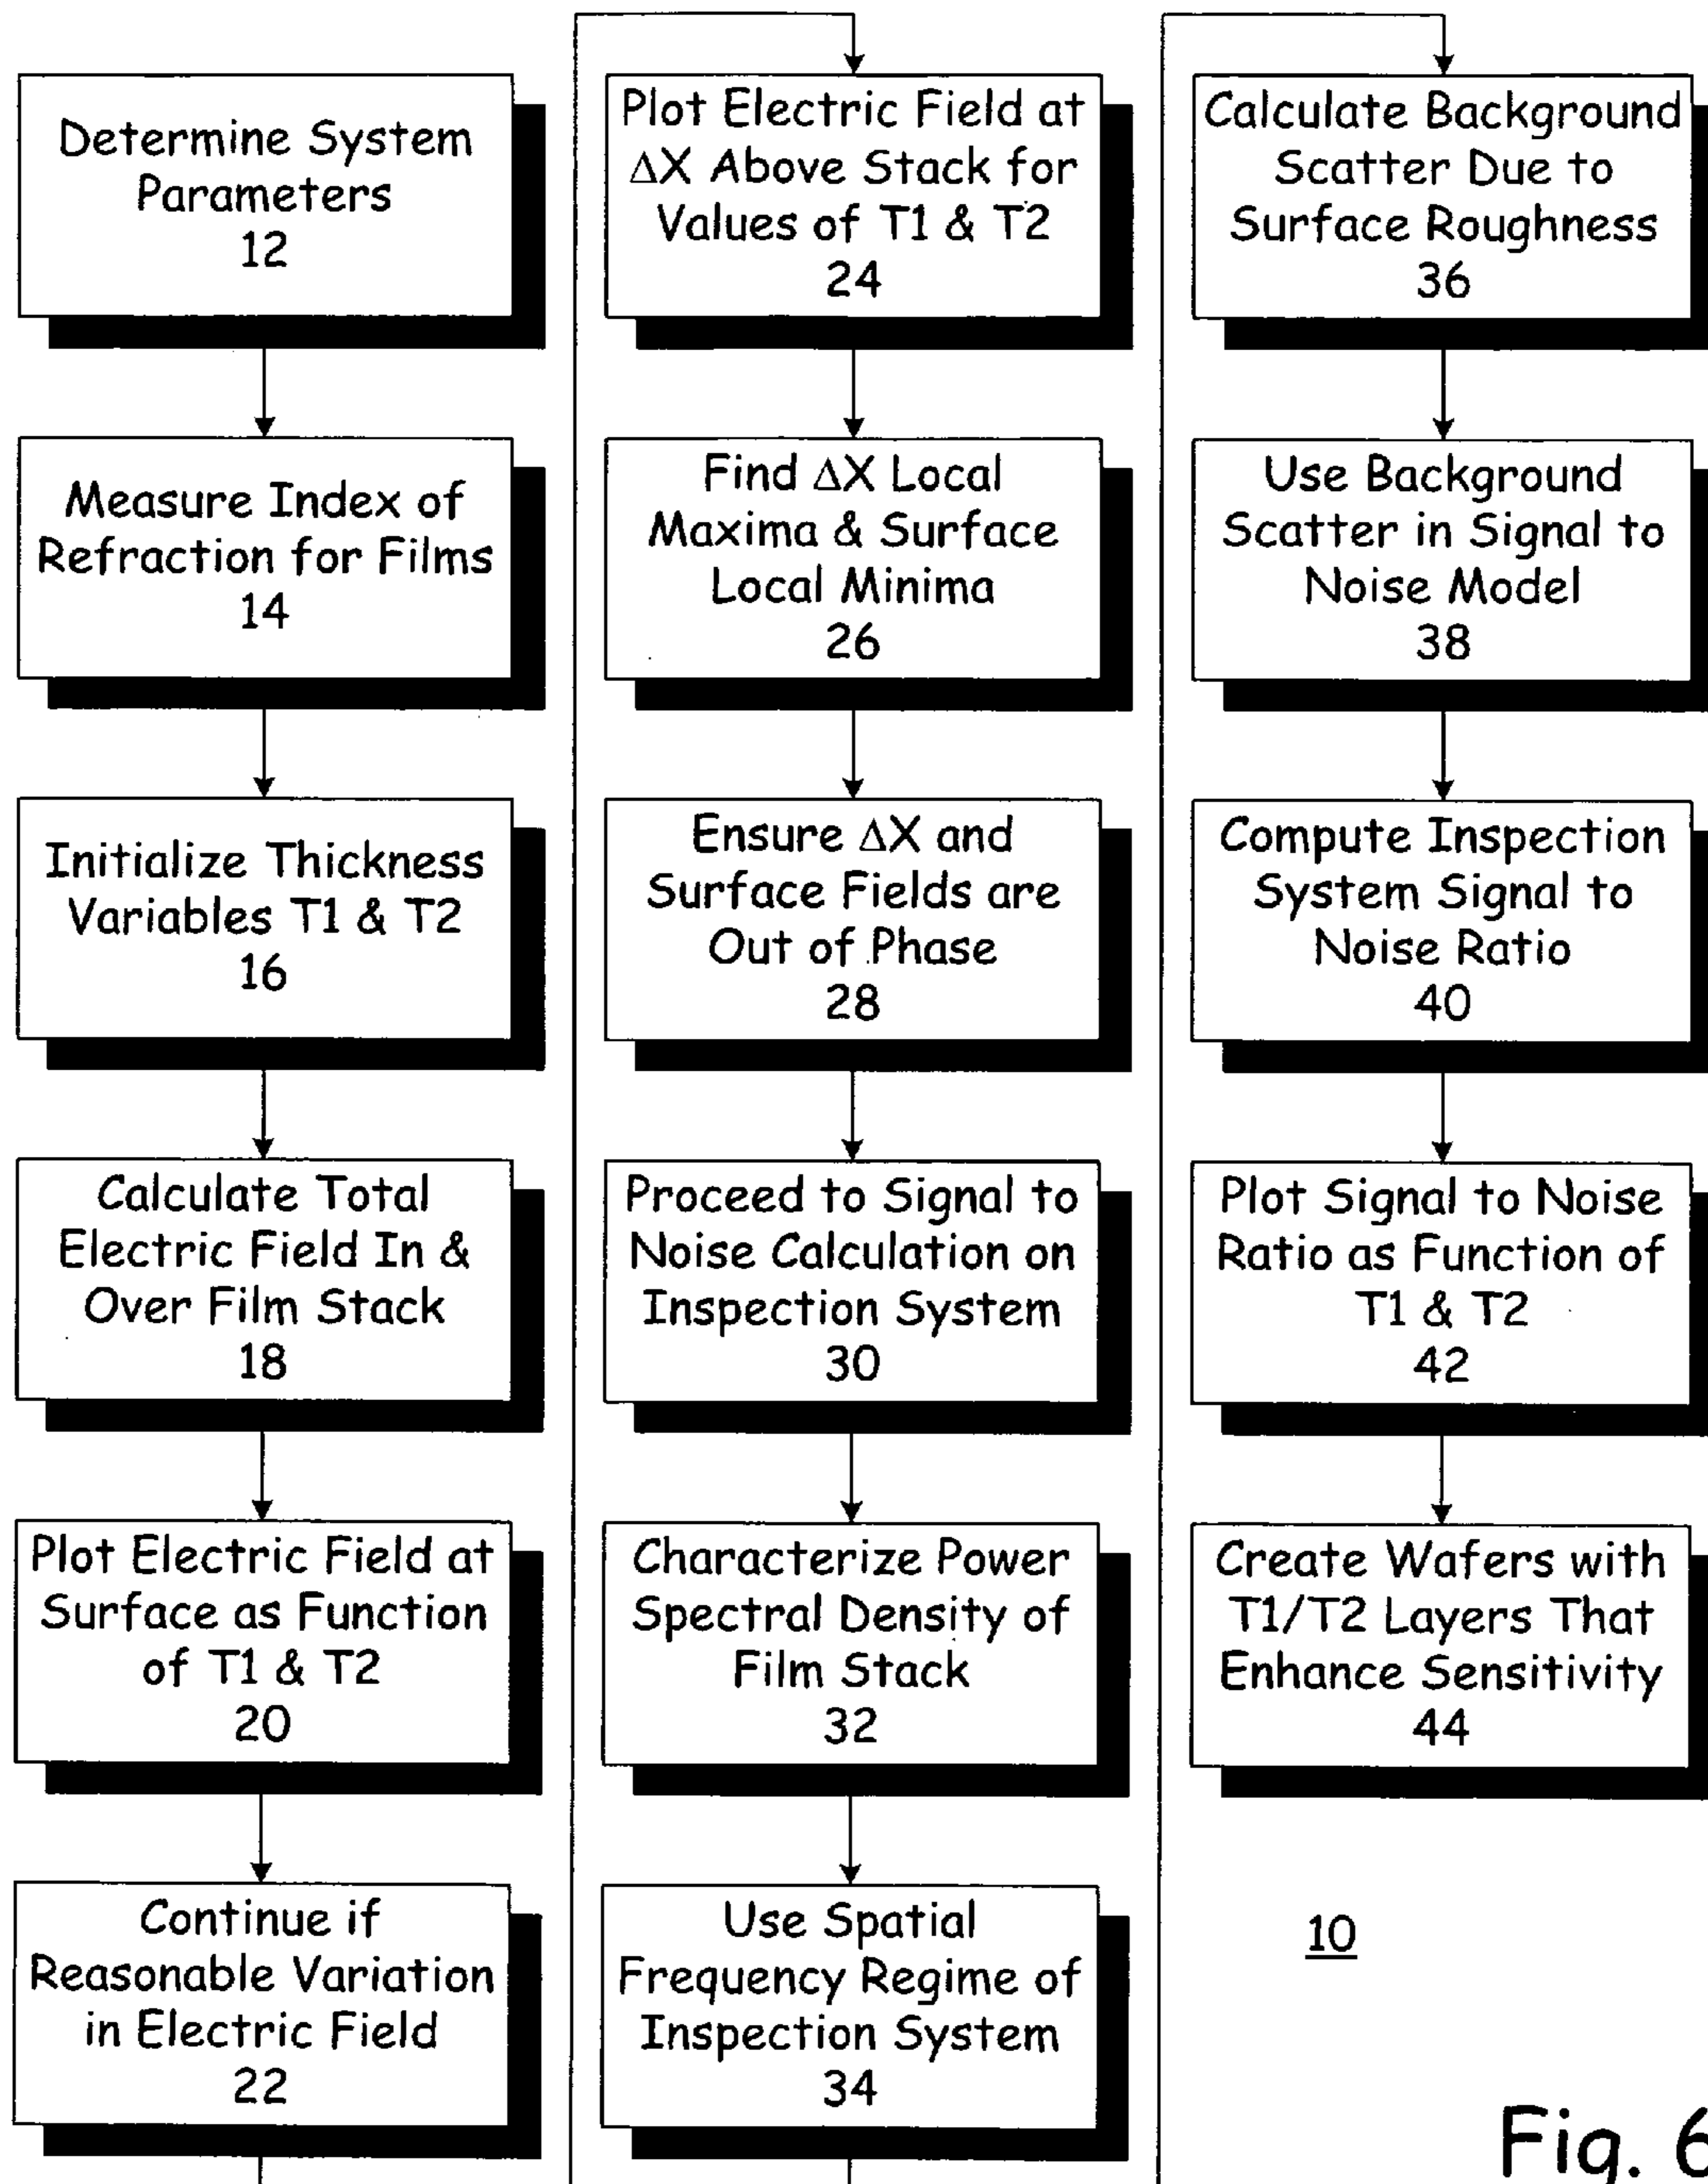 Determine System
Parameters
12
Measure Index of
Refraction for Films
14
Initialize Thickness
Variables T1 & T2
16
Calculate Total
Electric Field In &
Over Film Stack
18
Plot Electric Field at
Surface as Function
of T1 & T2
20
Continue if
Reasonable Variation
in Electric Field
22
Plot Electric Field at
ΔX Above Stack for
Values of T1 & T2
24
Find ΔX Local
Maxima & Surface
Local Minima
26
Ensure ΔX and
Surface Fields are
Out of Phase
28
Proceed to Signal to
Noise Calculation on
Inspection System
30
Characterize Power
Spectral Density of
Film Stack
32
Use Spatial
Frequency Regime of
Inspection System
34
Calculate Background
Scatter Due to
Surface Roughness
36
Use Background
Scatter in Signal to
Noise Model
38
Compute Inspection
System Signal to
Noise Ratio
40
Plot Signal to Noise
Ratio as Function of
T1 & T2
42
Create Wafers with
T1/T2 Layers That
Enhance Sensitivity
44
10
Fig. 6